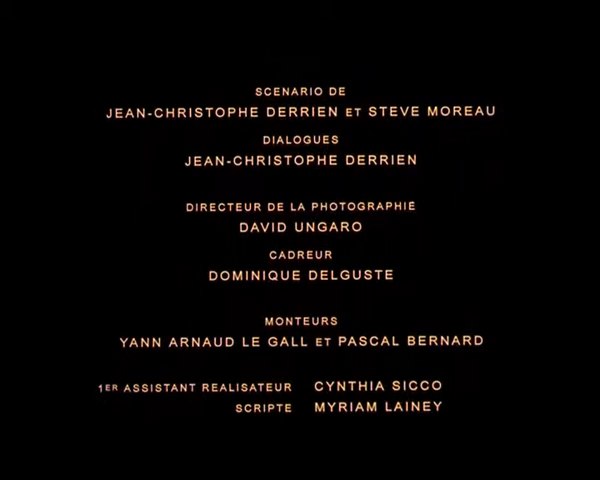 SCENARIO DE
JEAN-CHRISTOPHE DERRIEN ET STEVE MOREAU
DIALOGUES
JEAN-CHRISTOPHE DERRIEN
DIRECTEUR DE LA PHOTOGRAPHIE
DAVID UNGARO
CADREUR
DOMINIQUE DELGUSTE
MONTEURS
YANN ARNAUD LE GALL ET PASCAL BERNARD
1ER ASSISTANT REALISATEUR CYNTHIA SICCO
SCRIPTE MYRIAM LAINEY